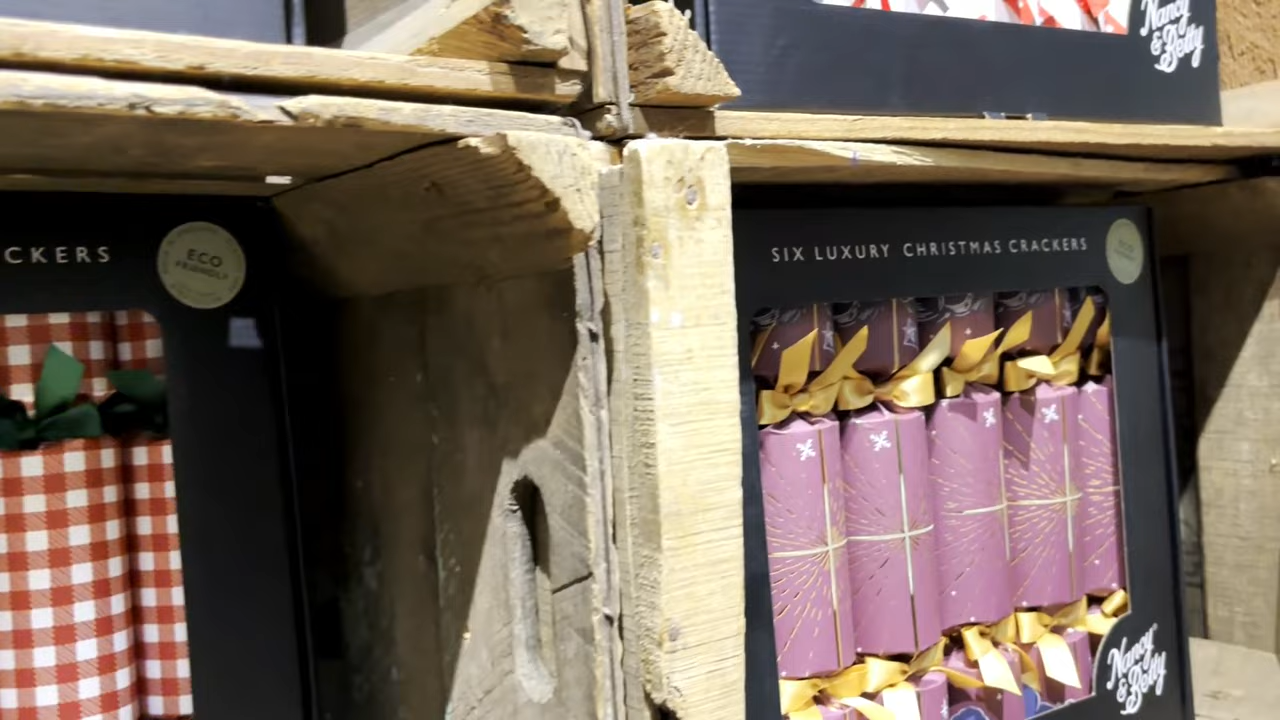 Nancy
& Betty
CKERS
ECO
FRIENDLY
SIX LUXURY CHRISTMAS CRACKERS
Nancy
& Betty